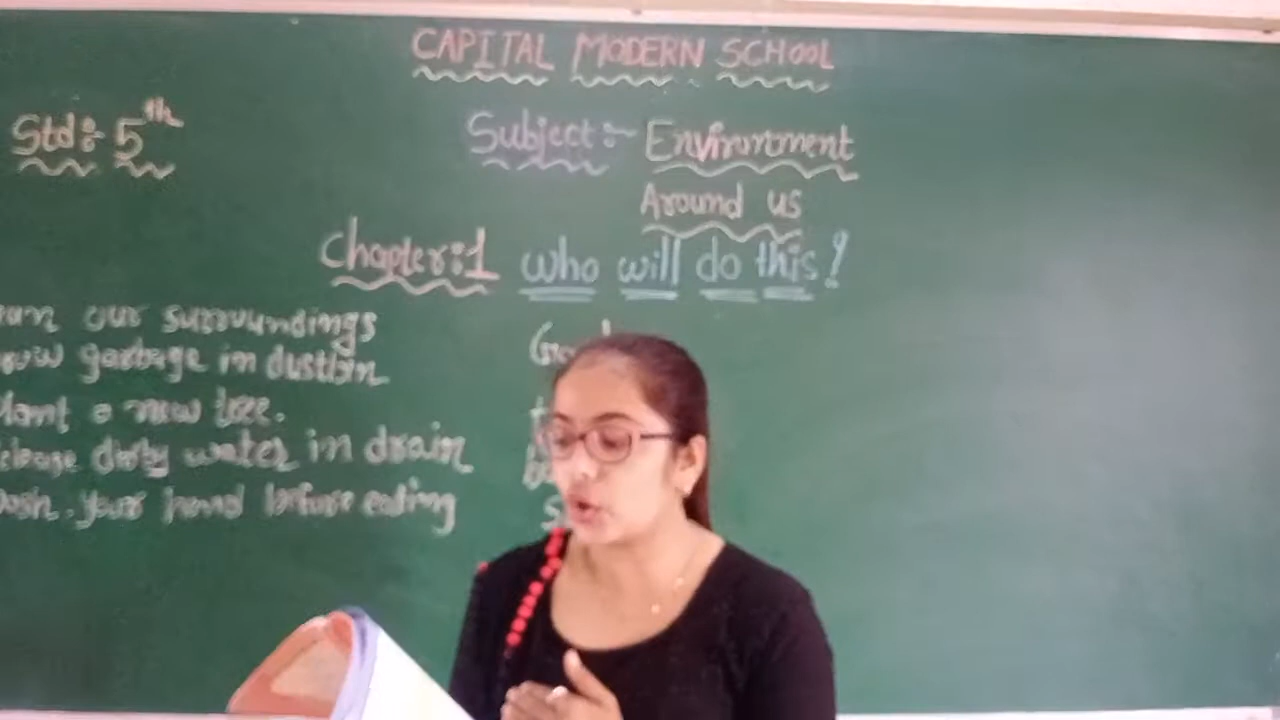 CAPITAL MODERN SCHOOL
Std:- 5th
Subject:- Environment
Around us
Chapter:1 who will do this!
our surroundings
garbage in dustbin
a new tree.
dirty water in drain
your hand before eating